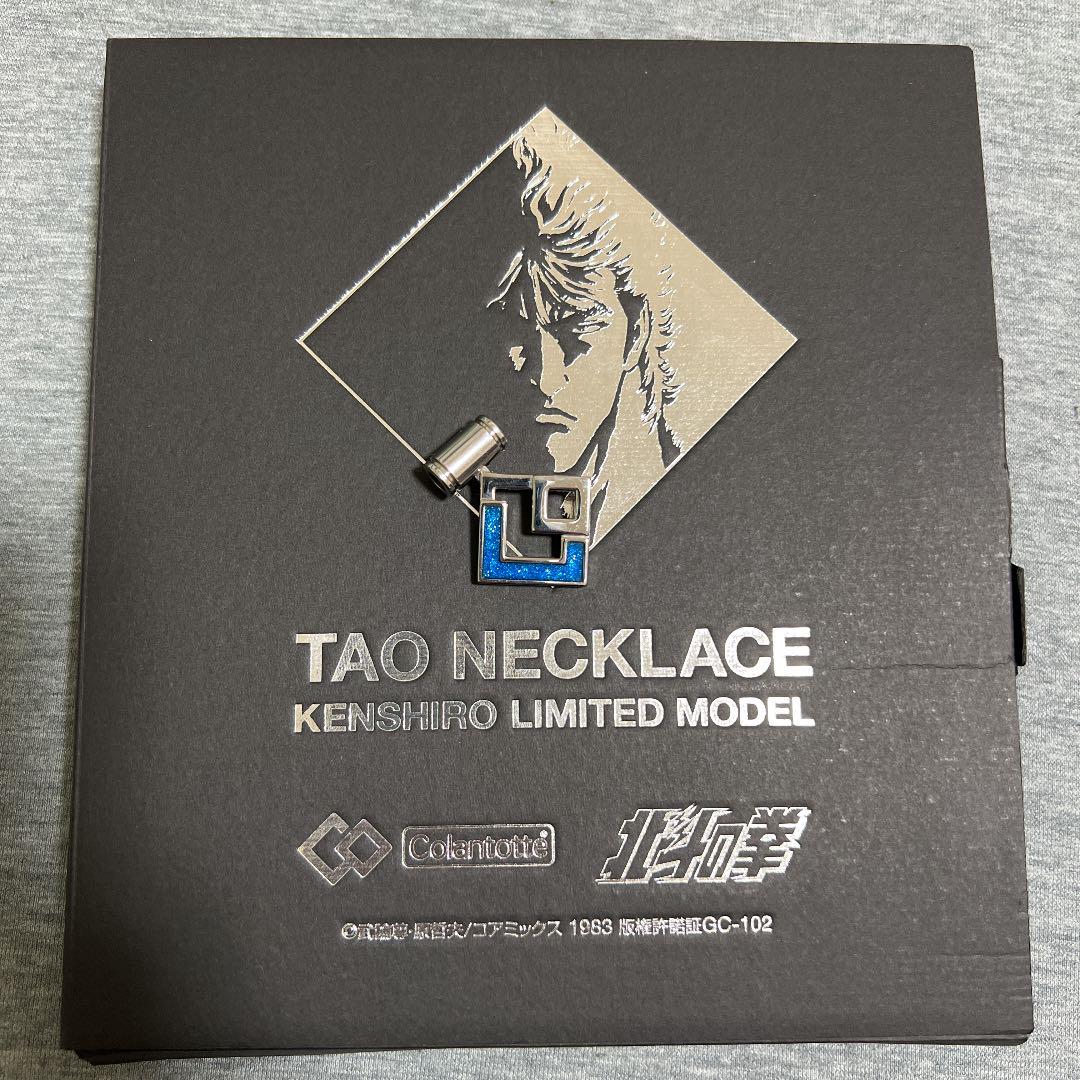 TAO NECKLACE
KENSHIRO LIMITED MODEL
Colantotte®
北斗の拳
©武論尊・原哲夫/コアミックス 1983 版権許諾証GC-102